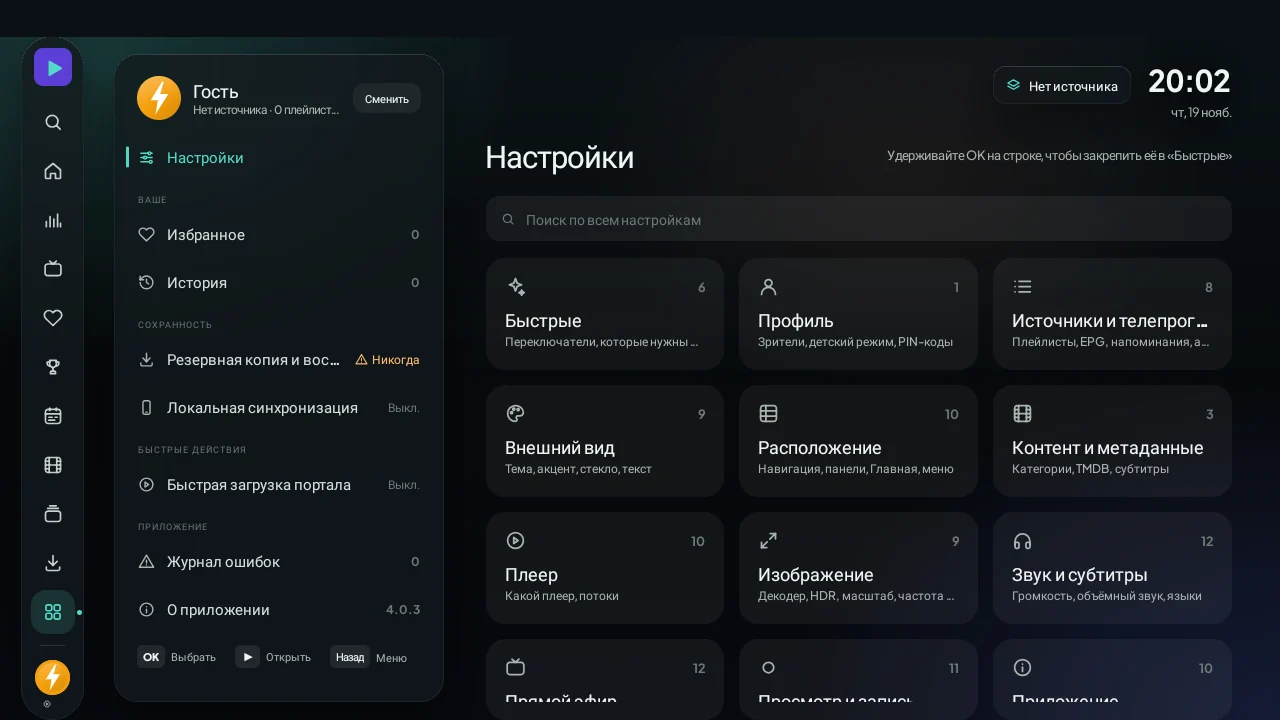 Гость
Нет источника · 0 плейлист...
Сменить
Настройки
ВАШЕ
Избранное 0
История 0
СОХРАННОСТЬ
Резервная копия и вос... Никогда
Локальная синхронизация Выкл.
БЫСТРЫЕ ДЕЙСТВИЯ
Быстрая загрузка портала Выкл.
ПРИЛОЖЕНИЕ
Журнал ошибок 0
О приложении 4.0.3
OK Выбрать Открыть Назад Меню
Нет источника
20:02
чт, 19 нояб.
Настройки
Удерживайте OK на строке, чтобы закрепить её в «Быстрые»
Поиск по всем настройкам
6
Быстрые
Переключатели, которые нужны ...
1
Профиль
Зрители, детский режим, PIN-коды
8
Источники и телепрог...
Плейлисты, EPG, напоминания, а...
9
Внешний вид
Тема, акцент, стекло, текст
10
Расположение
Навигация, панели, Главная, меню
3
Контент и метаданные
Категории, TMDB, субтитры
10
Плеер
Какой плеер, потоки
9
Изображение
Декодер, HDR, масштаб, частота ...
12
Звук и субтитры
Громкость, объёмный звук, языки
12
Прямой эфир
11
Просмотр и запись
10
Приложение